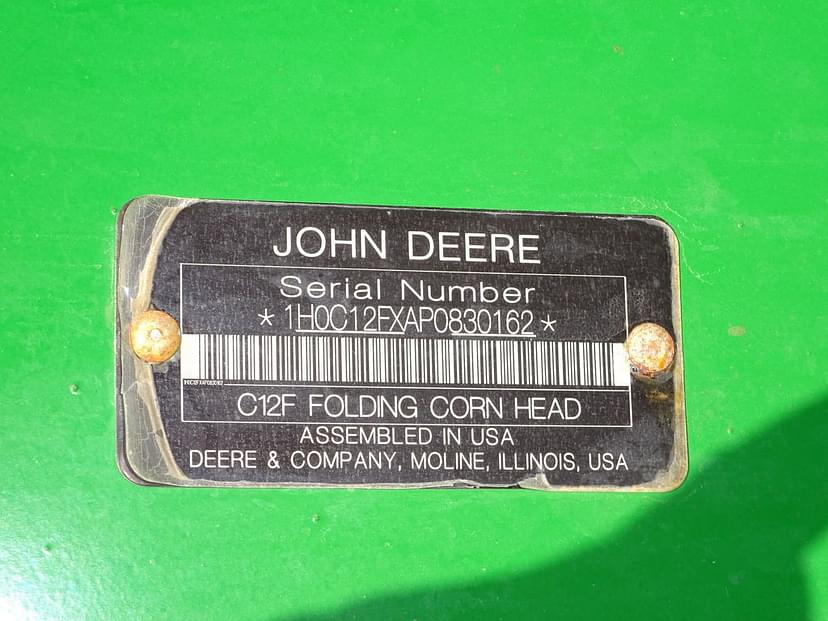 JOHN DEERE
Serial Number
* 1H0C12FXAP0830162 *
C12F FOLDING CORN HEAD
ASSEMBLED IN USA
DEERE & COMPANY, MOLINE, ILLINOIS, USA